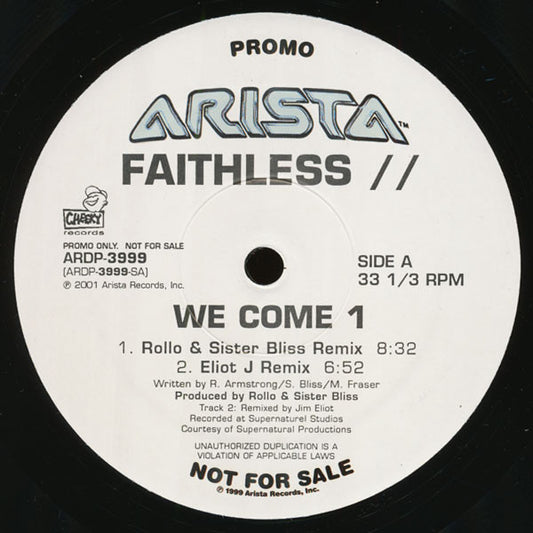 PROMO
ARISTA™
FAITHLESS //
CHEEKY
records
PROMO ONLY. NOT FOR SALE
ARDP-3999
[ARDP-3999-SA]
℗ 2001 Arista Records, Inc.
SIDE A
33 1/3 RPM
WE COME 1
1. Rollo & Sister Bliss Remix 8:32
2. Eliot J Remix 6:52
Written by R. Armstrong/S. Bliss/M. Fraser
Produced by Rollo & Sister Bliss
Track 2: Remixed by Jim Eliot
Recorded at Supernaturel Studios
Courtesy of Supernatural Productions
UNAUTHORIZED DUPLICATION IS A
VIOLATION OF APPLICABLE LAWS
NOT FOR SALE
℗ 1999 Arista Records, Inc.